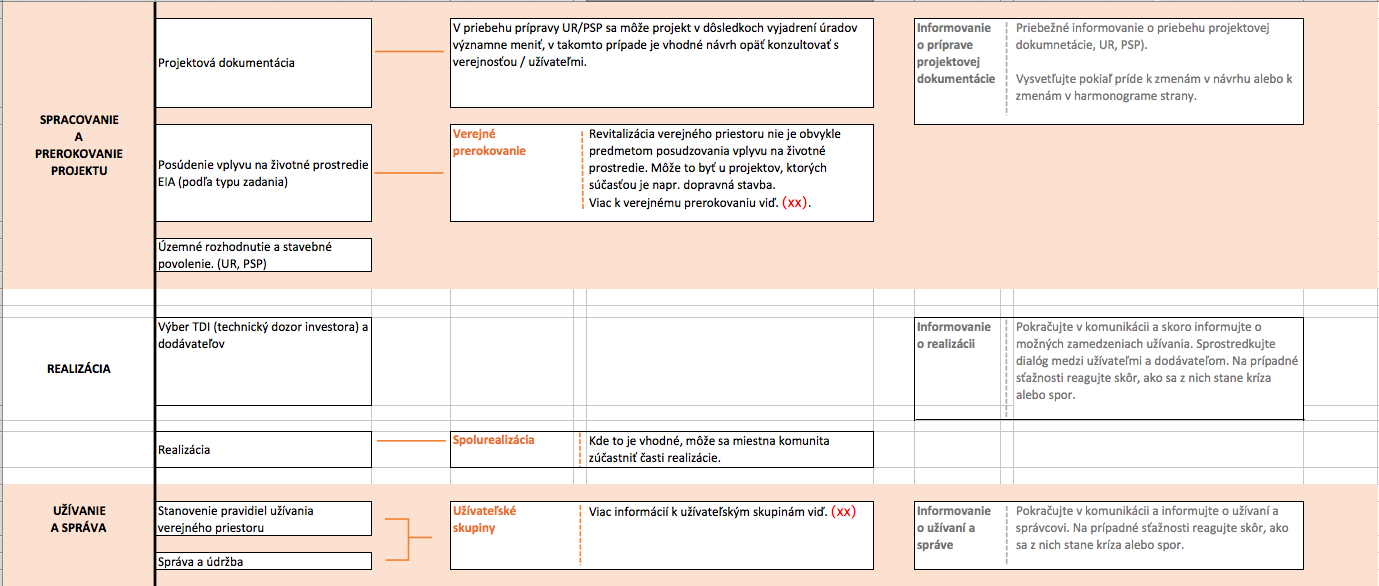 SPRACOVANIE
A
PREROKOVANIE
PROJEKTU
Projektová dokumentácia
V priebehu prípravy UR/PSP sa môže projekt v dôsledkoch vyjadrení úradov
významne meniť, v takomto prípade je vhodné návrh opäť konzultovať s
verejnosťou / užívateľmi.
Informovanie
o príprave
projektovej
dokumentácie
Priebežné informovanie o priebehu projektovej
dokumnetácie, UR, PSP).
Vysvetľujte pokiaľ príde k zmenám v návrhu alebo k
zmenám v harmonograme strany.
Posúdenie vplyvu na životné prostredie
EIA (podľa typu zadania)
Verejné
prerokovanie
Revitalizácia verejného priestoru nie je obvykle
predmetom posudzovania vplyvu na životné
prostredie. Môže to byť u projektov, ktorých
súčasťou je napr. dopravná stavba.
Viac k verejnému prerokovaniu viď. (xx).
Územné rozhodnutie a stavebné
povolenie. (UR, PSP)
REALIZÁCIA
Výber TDI (technický dozor investora) a
dodávateľov
Informovanie
o realizácii
Pokračujte v komunikácii a skoro informujte o
možných zamedzeniach užívania. Sprostredkujte
dialóg medzi užívateľmi a dodávateľom. Na prípadné
sťažnosti reagujte skôr, ako sa z nich stane kríza
alebo spor.
Realizácia
Spolurealizácia
Kde to je vhodné, môže sa miestna komunita
zúčastniť časti realizácie.
UŽÍVANIE
A SPRÁVA
Stanovenie pravidiel užívania
verejného priestoru
Správa a údržba
Užívateľské
skupiny
Viac informácií k užívateľským skupinám viď. (xx)
Informovanie
o užívaní a
správe
Pokračujte v komunikácii a informujte o užívaní a
správcovi. Na prípadné sťažnosti reagujte skôr, ako
sa z nich stane kríza alebo spor.